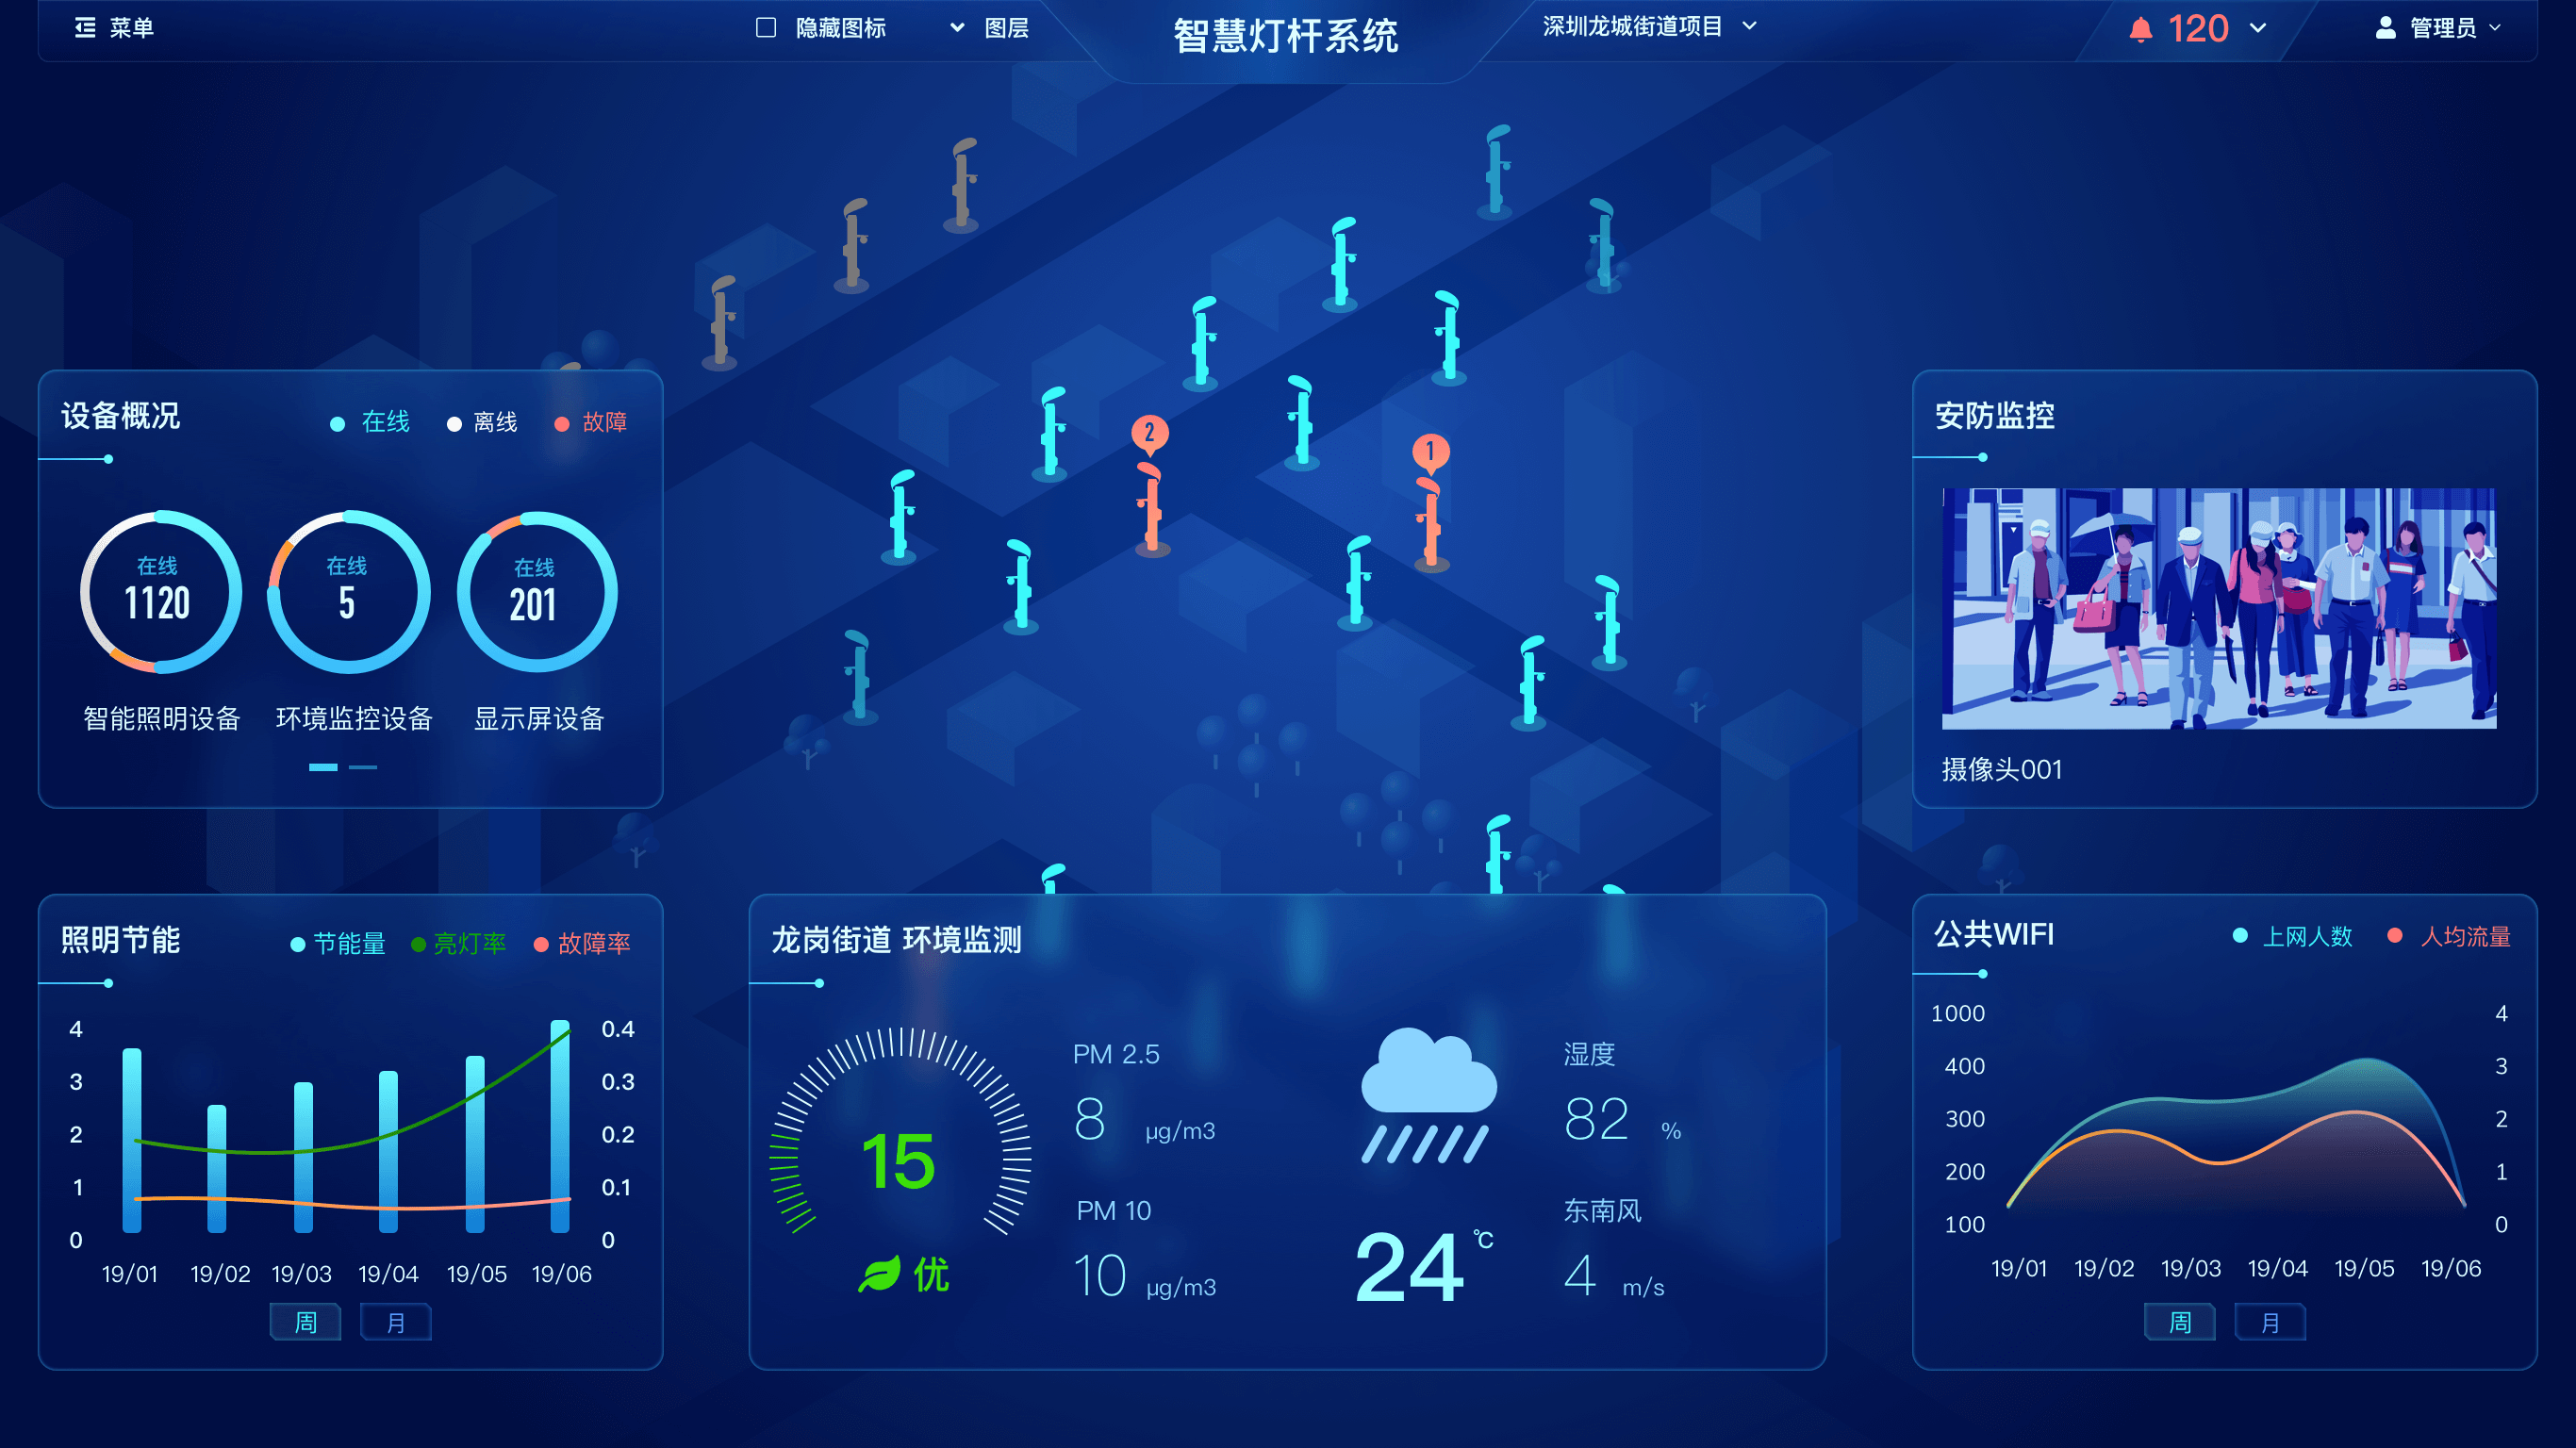 菜单 隐藏图标 图层 智慧灯杆系统 深圳龙城街道项目 120 管理员
设备概况 在线 离线 故障
在线 在线 在线
1120 5 201
智能照明设备 环境监控设备 显示屏设备
2
1
安防监控
摄像头001
照明节能 节能量 亮灯率 故障率
4 0.4
3 0.3
2 0.2
1 0.1
0 0
19/01 19/02 19/03 19/04 19/05 19/06
周 月
龙岗街道 环境监测
15
优
PM 2.5
8 μg/m3
PM 10
10 μg/m3
24 ℃
湿度
82 %
东南风
4 m/s
公共WIFI 上网人数 人均流量
1000 4
400 3
300 2
200 1
100 0
19/01 19/02 19/03 19/04 19/05 19/06
周 月